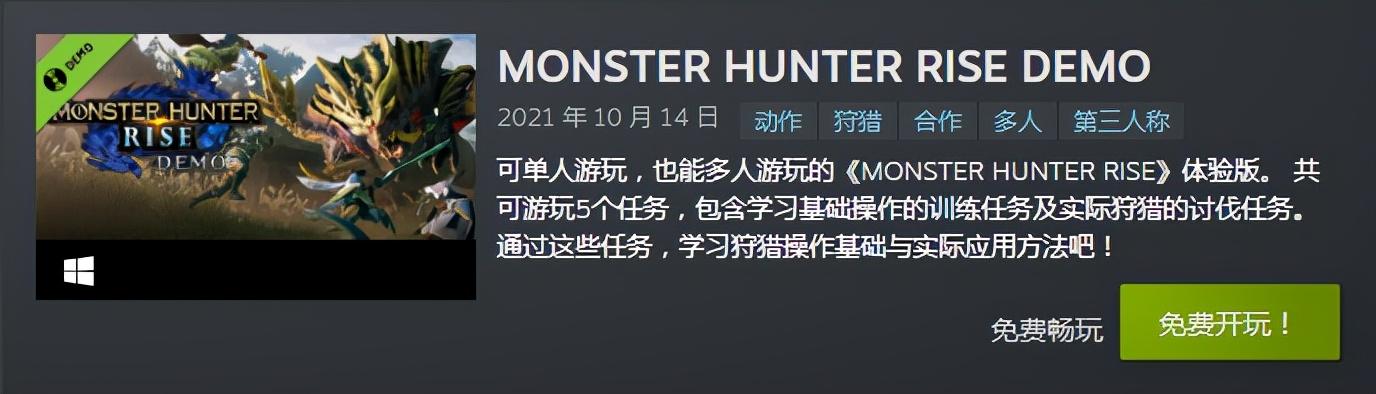 DEMO
MONSTER HUNTER
RISE
DEMO
MONSTER HUNTER RISE DEMO
2021 年 10 月 14 日 动作 狩猎 合作 多人 第三人称
可单人游玩，也能多人游玩的《MONSTER HUNTER RISE》体验版。 共
可游玩5个任务，包含学习基础操作的训练任务及实际狩猎的讨伐任务。
通过这些任务，学习狩猎操作基础与实际应用方法吧！
免费畅玩 免费开玩！